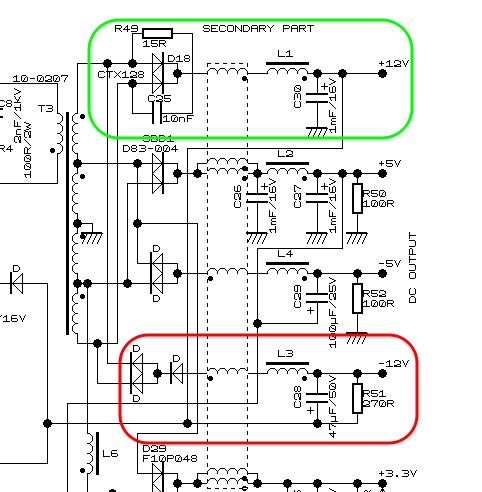 R49
SECONDARY PART
15R
D18
L1
+12V
CTX128
10-0207
C25
10nF
C30
1mF/16V
C8
2nF/1KV
T3
R4
100R/2W
SBD1
D83-004
L2
+5V
C26
1mF/16V
C27
1mF/16V
R50
100R
D
L4
-5V
D
C29
100µF/25V
R52
100R
DC OUTPUT
D
/16V
D
D
L3
-12V
D
C28
47µF/50V
R51
270R
L6
D29
F10P048
+3.3V